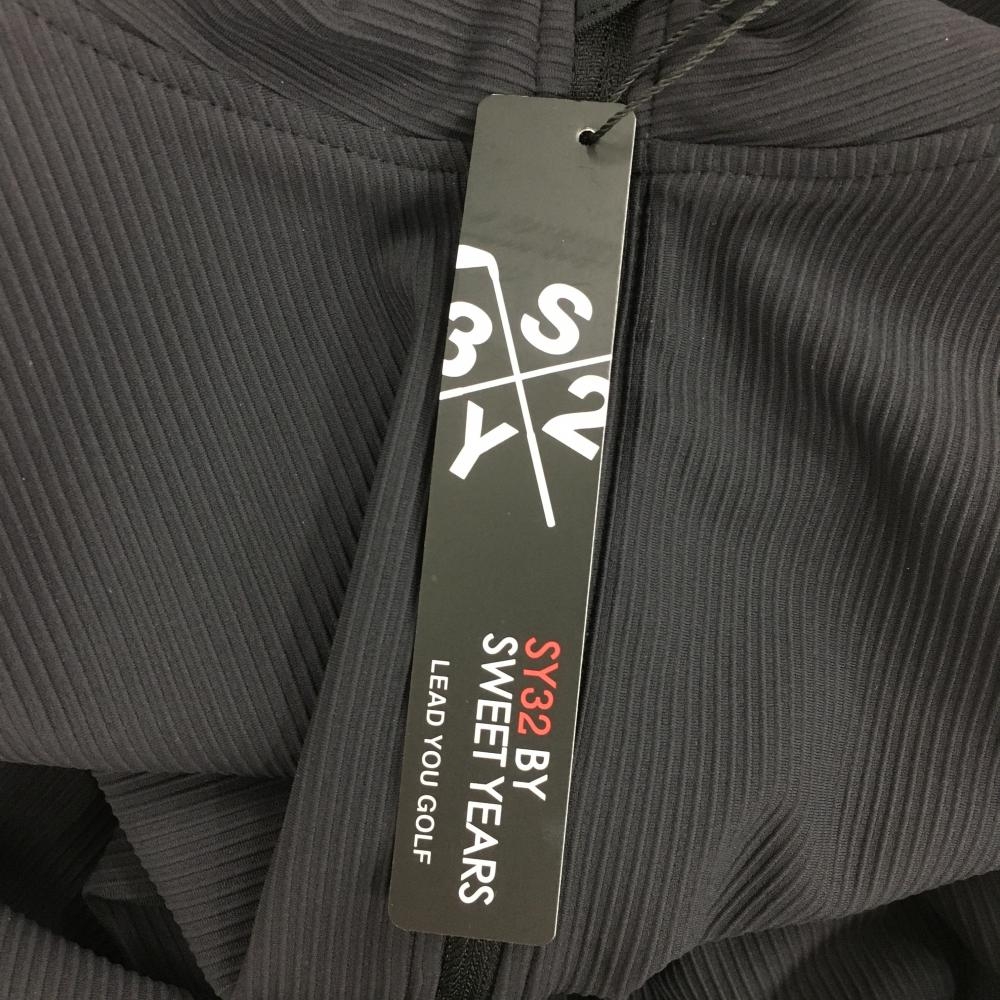 S 2
3 Y
SY32 BY
SWEET YEARS
LEAD YOU GOLF